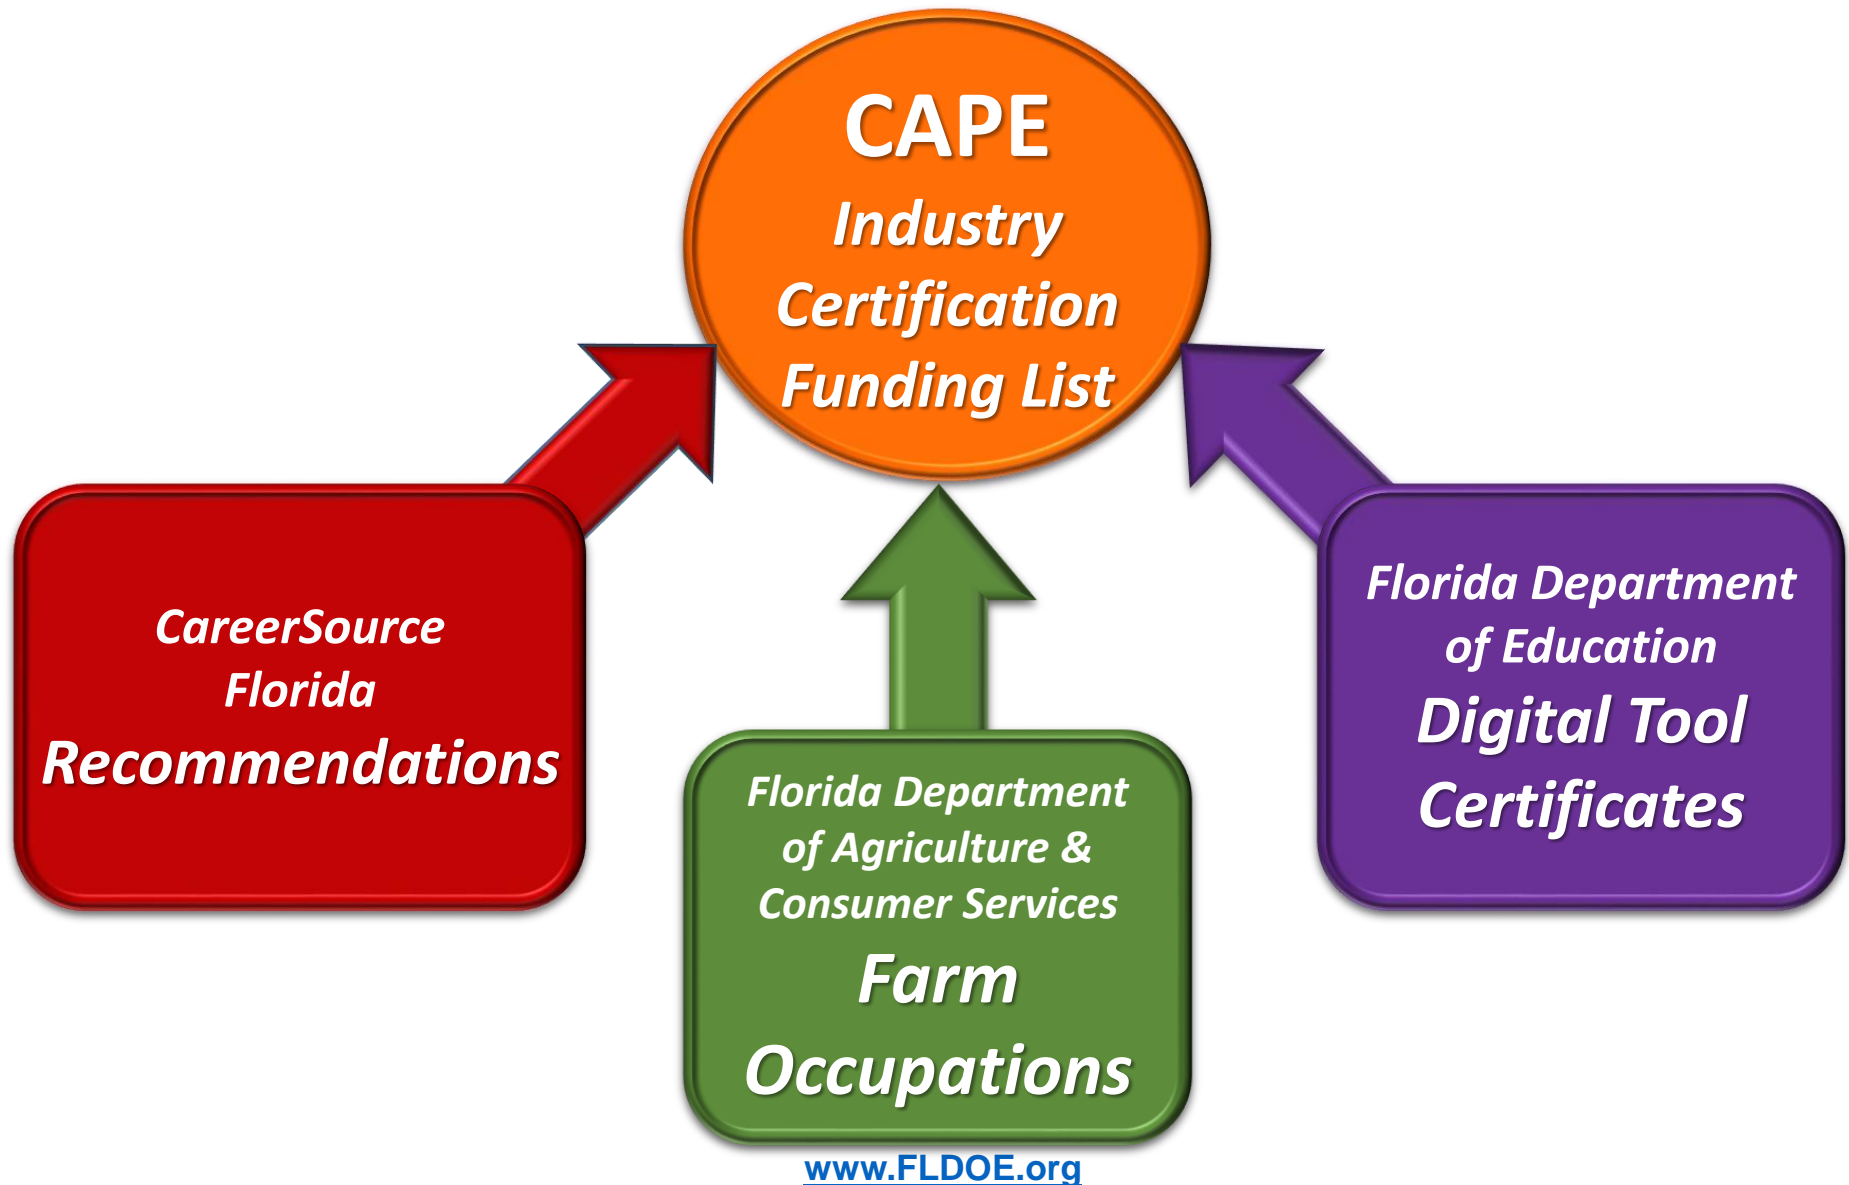 CAPE
Industry
Certification
Funding List
CareerSource
Florida
Recommendations
Florida Department
of Agriculture &
Consumer Services
Farm
Occupations
Florida Department
of Education
Digital Tool
Certificates
www.FLDOE.org